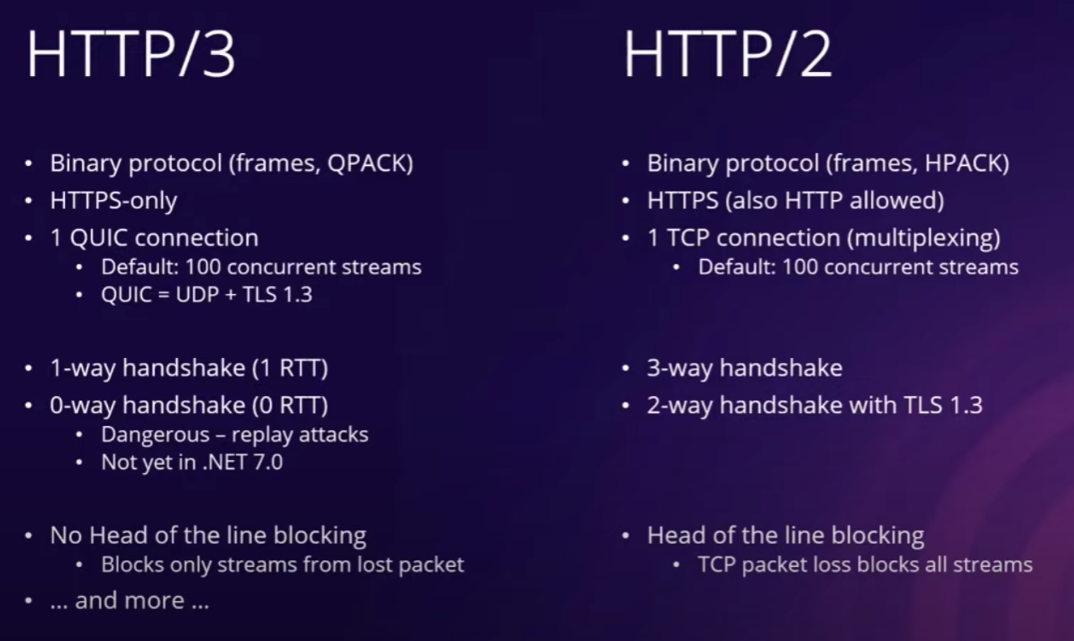 HTTP/3
• Binary protocol (frames, QPACK)
• HTTPS-only
• 1 QUIC connection
• Default: 100 concurrent streams
• QUIC = UDP + TLS 1.3
• 1-way handshake (1 RTT)
• 0-way handshake (0 RTT)
• Dangerous – replay attacks
• Not yet in .NET 7.0
• No Head of the line blocking
• Blocks only streams from lost packet
• ... and more ...
HTTP/2
• Binary protocol (frames, HPACK)
• HTTPS (also HTTP allowed)
• 1 TCP connection (multiplexing)
• Default: 100 concurrent streams
• 3-way handshake
• 2-way handshake with TLS 1.3
• Head of the line blocking
• TCP packet loss blocks all streams